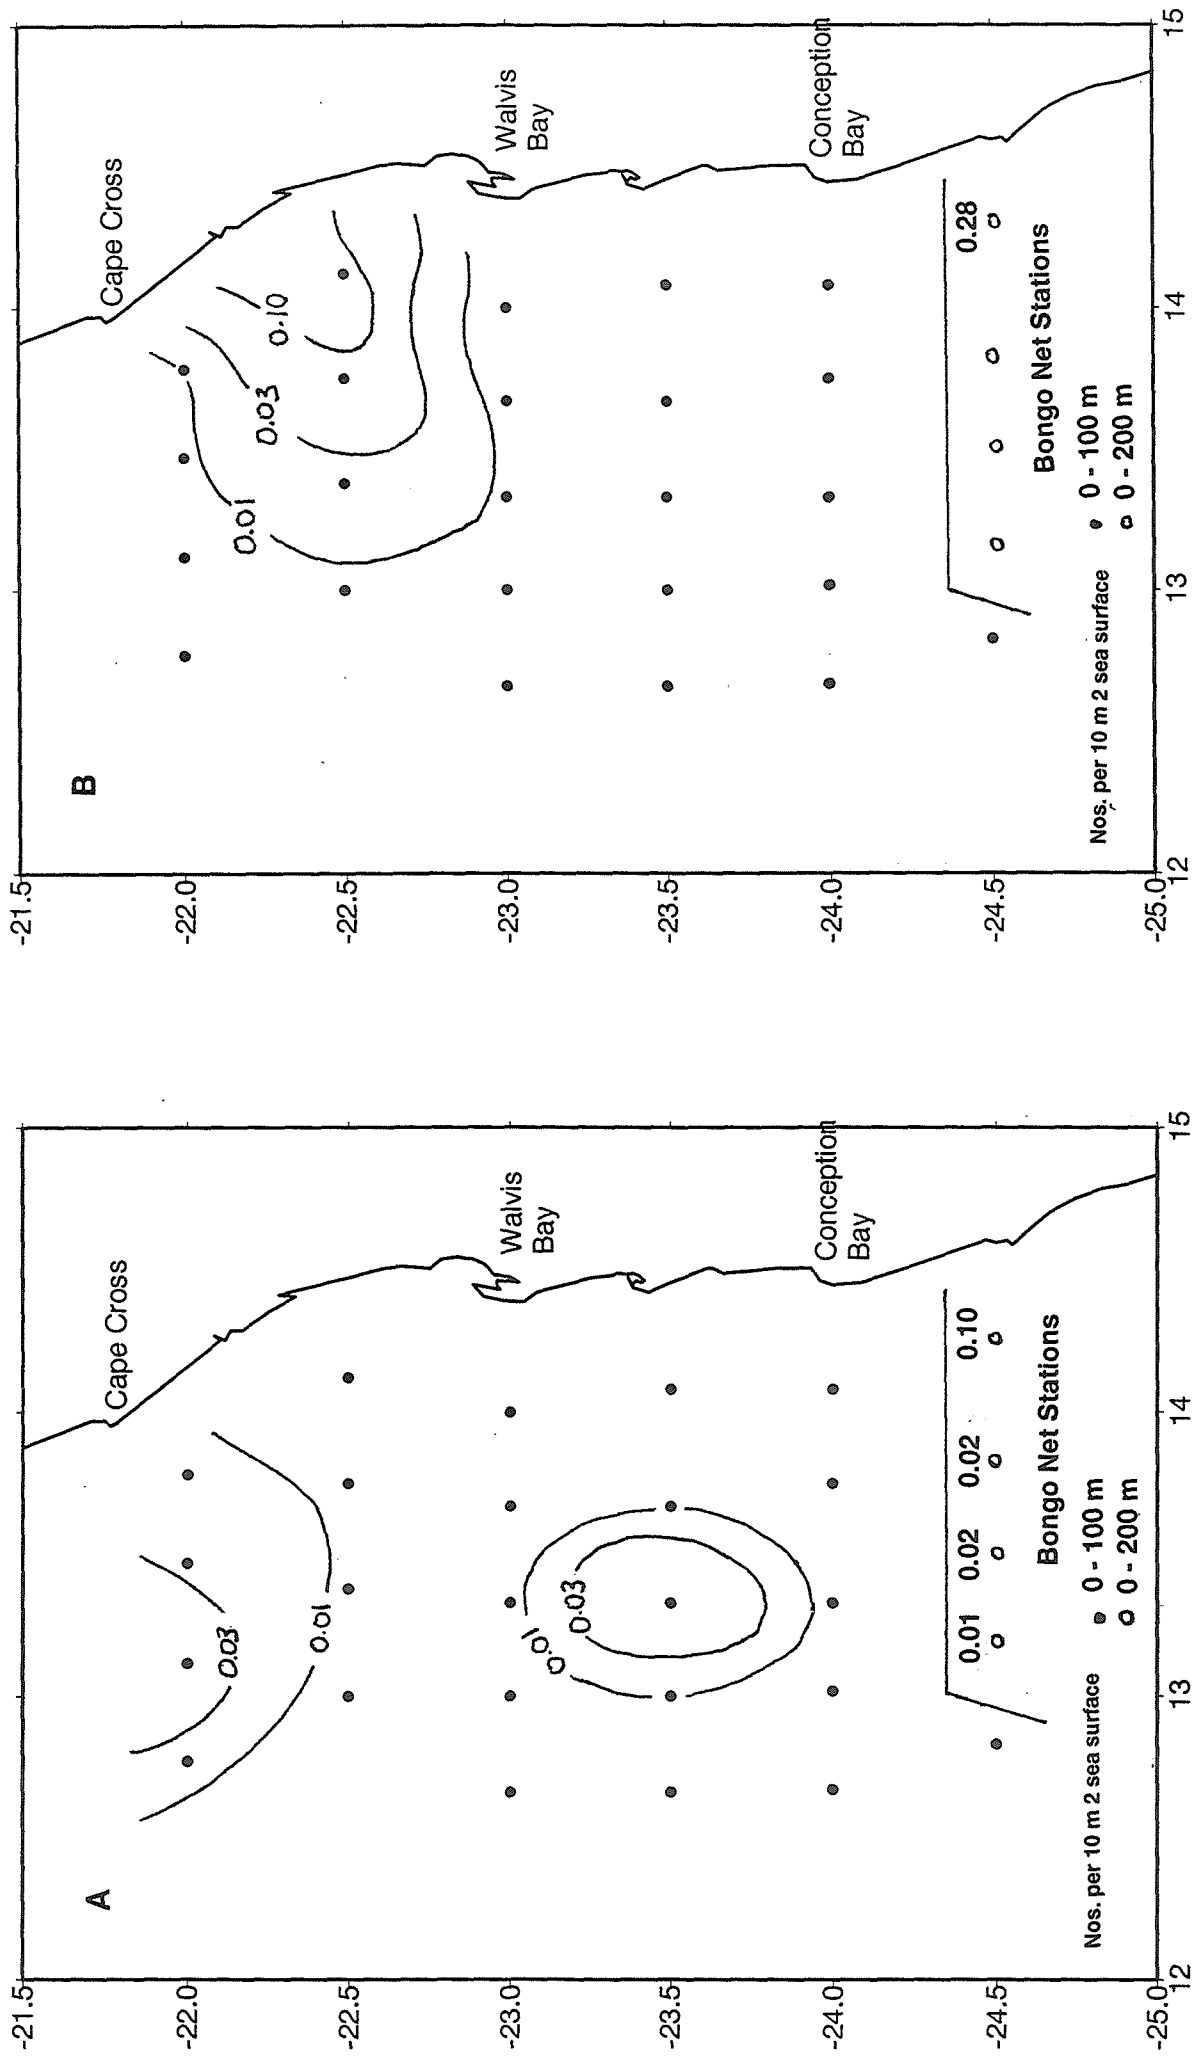 A
-21.5
-22.0
-22.5
-23.0
-23.5
-24.0
-24.5
-25.0
12
13
14
15
Cape Cross
Walvis
Bay
Conception
Bay
0.03
0.01
0.01
0.03
0.01 0.02 0.02 0.10
Bongo Net Stations
0 - 100 m
0 - 200 m
Nos. per 10 m 2 sea surface
B
-21.5
-22.0
-22.5
-23.0
-23.5
-24.0
-24.5
-25.0
12
13
14
15
Cape Cross
Walvis
Bay
Conception
Bay
0.10
0.03
0.01
0.28
Bongo Net Stations
0 - 100 m
0 - 200 m
Nos. per 10 m 2 sea surface